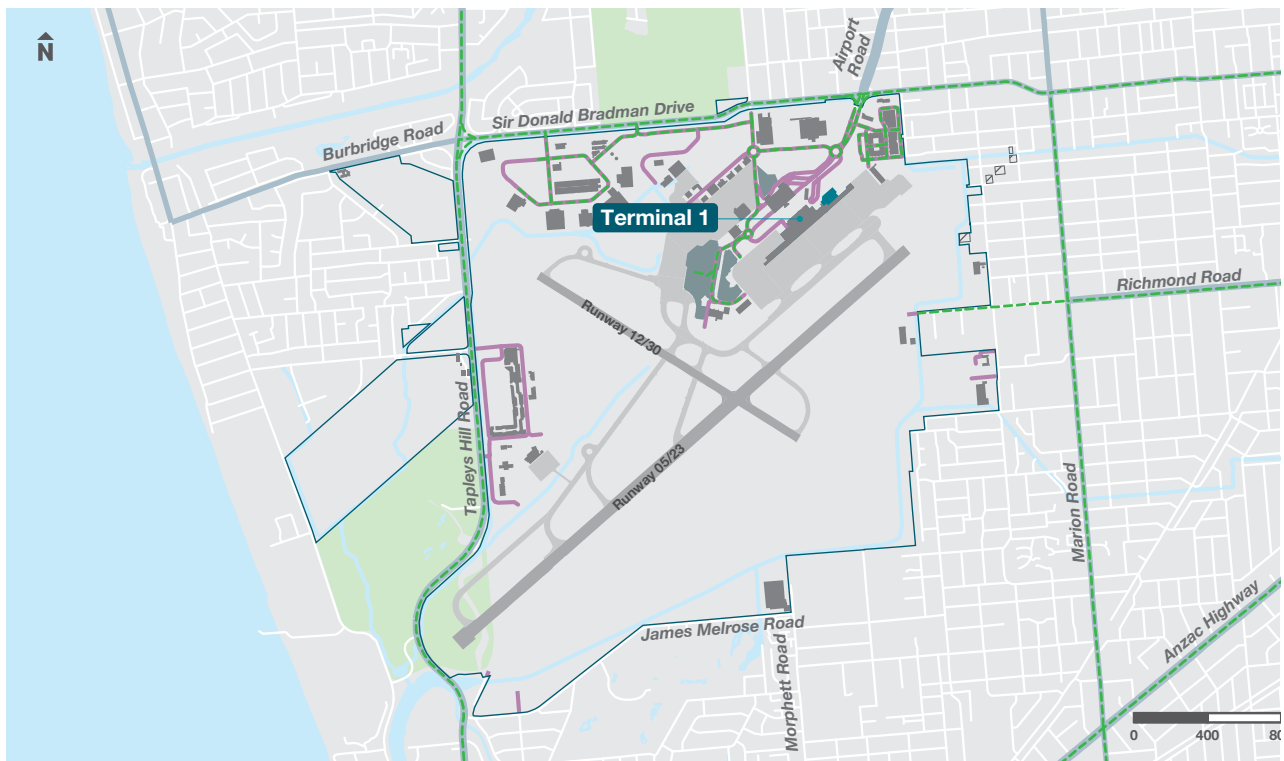 N
Airport
Road
Sir Donald Bradman Drive
Burbridge Road
Terminal 1
Richmond Road
Runway 12/30
Tapleys Hill Road
Runway 05/23
Marion Road
Anzac Highway
James Melrose Road
Morphett Road
0
400